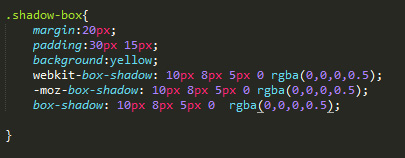 .shadow-box{
margin:20px;
padding:30px 15px;
background:yellow;
webkit-box-shadow: 10px 8px 5px 0 rgba(0,0,0,0.5);
-moz-box-shadow: 10px 8px 5px 0 rgba(0,0,0,0.5);
box-shadow: 10px 8px 5px 0  rgba(0,0,0,0.5);
}